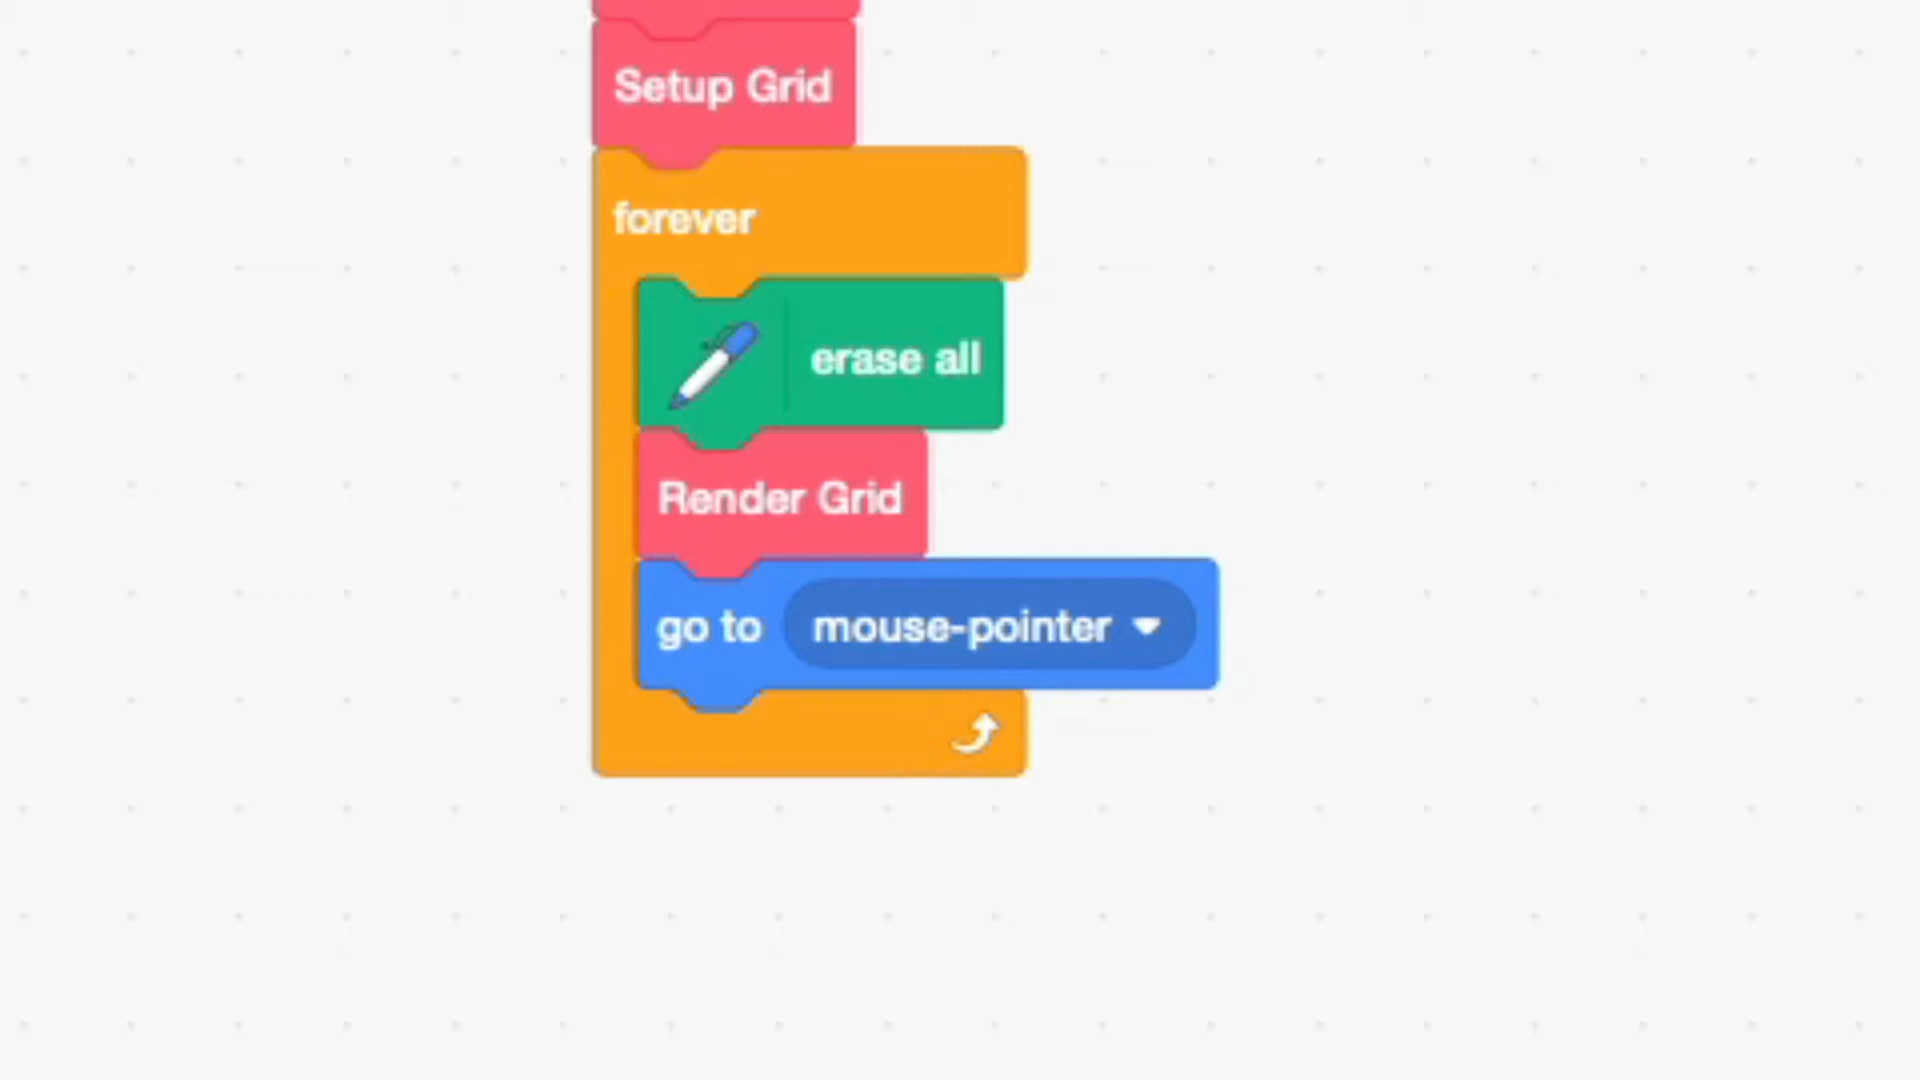 Setup Grid
forever
erase all
Render Grid
go to mouse-pointer